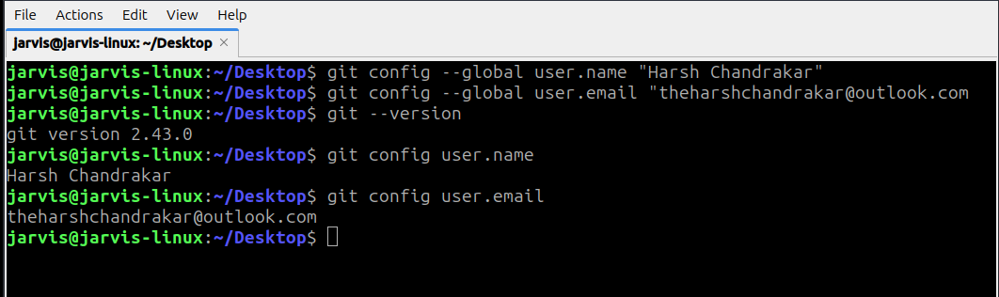 File Actions Edit View Help
jarvis@jarvis-linux: ~/Desktop ×
jarvis@jarvis-linux:~/Desktop$ git config --global user.name "Harsh Chandrakar"
jarvis@jarvis-linux:~/Desktop$ git config --global user.email "theharshchandrakar@outlook.com
jarvis@jarvis-linux:~/Desktop$ git --version
git version 2.43.0
jarvis@jarvis-linux:~/Desktop$ git config user.name
Harsh Chandrakar
jarvis@jarvis-linux:~/Desktop$ git config user.email
theharshchandrakar@outlook.com
jarvis@jarvis-linux:~/Desktop$